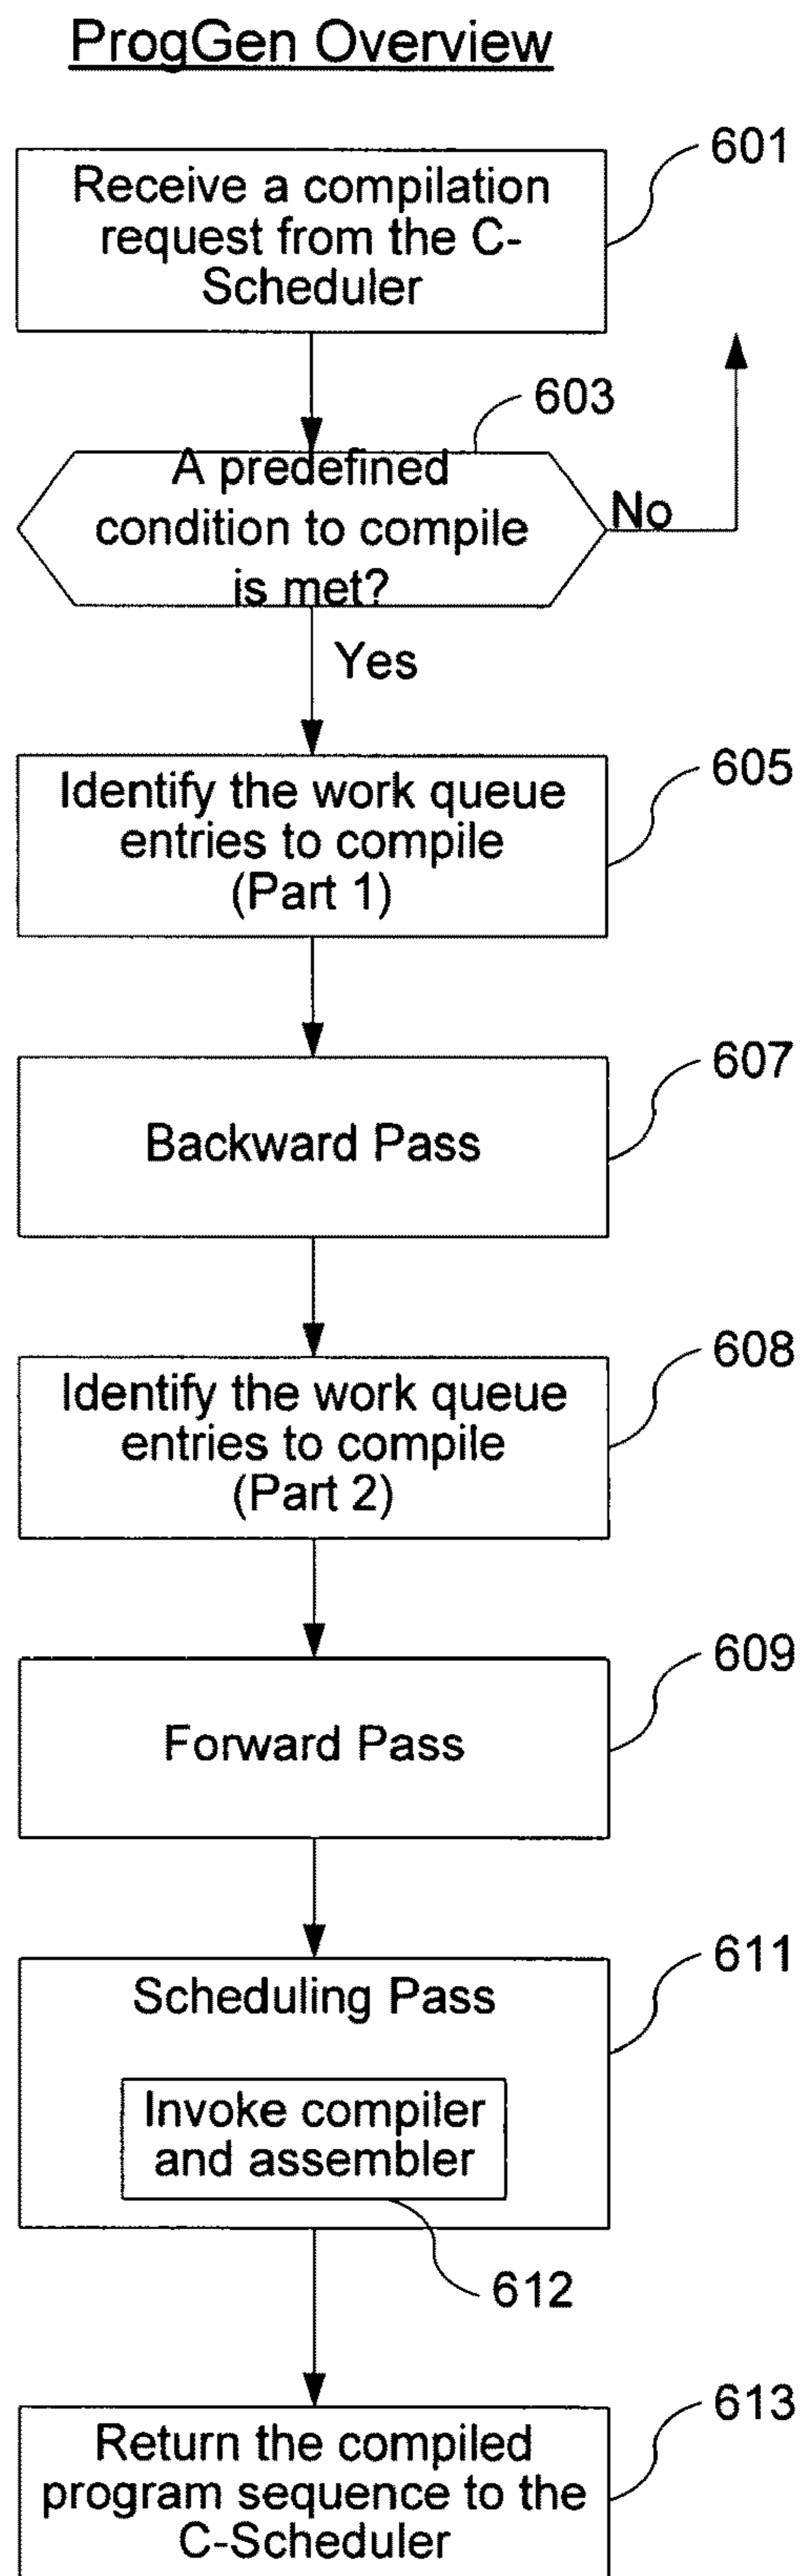 ProgGen Overview
601
Receive a compilation
request from the C-
Scheduler
603
A predefined
condition to compile
is met?
No
Yes
605
Identify the work queue
entries to compile
(Part 1)
607
Backward Pass
608
Identify the work queue
entries to compile
(Part 2)
609
Forward Pass
611
Scheduling Pass
Invoke compiler
and assembler
612
613
Return the compiled
program sequence to the
C-Scheduler